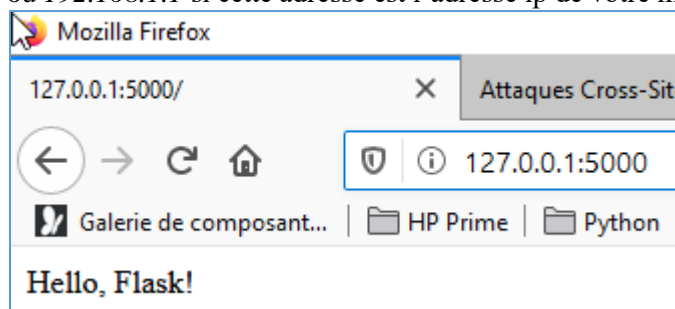 ou 192.168.1.1 si cette adresse est l'adresse ip de votre
Mozilla Firefox
127.0.0.1:5000/ Attaques Cross-Sit
127.0.0.1:5000
Galerie de composant... HP Prime Python
Hello, Flask!